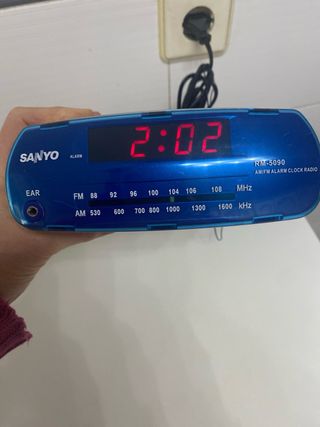 SANYO
ALARM
2:02
RM-5090
AM/FM ALARM CLOCK RADIO
EAR
FM 88 92 96 100 104 106 108 MHz
AM 530 600 700 800 1000 1300 1600 kHz